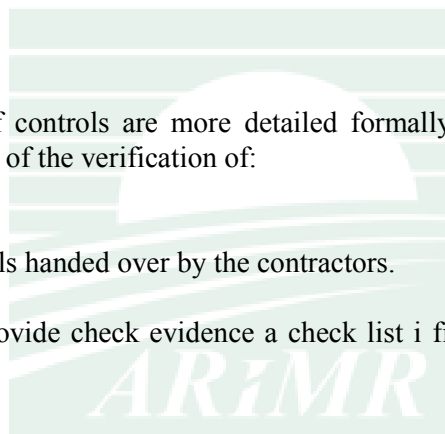 f controls are more detailed formally
of the verification of:
ls handed over by the contractors.
ovide check evidence a check list i f
ARiMR